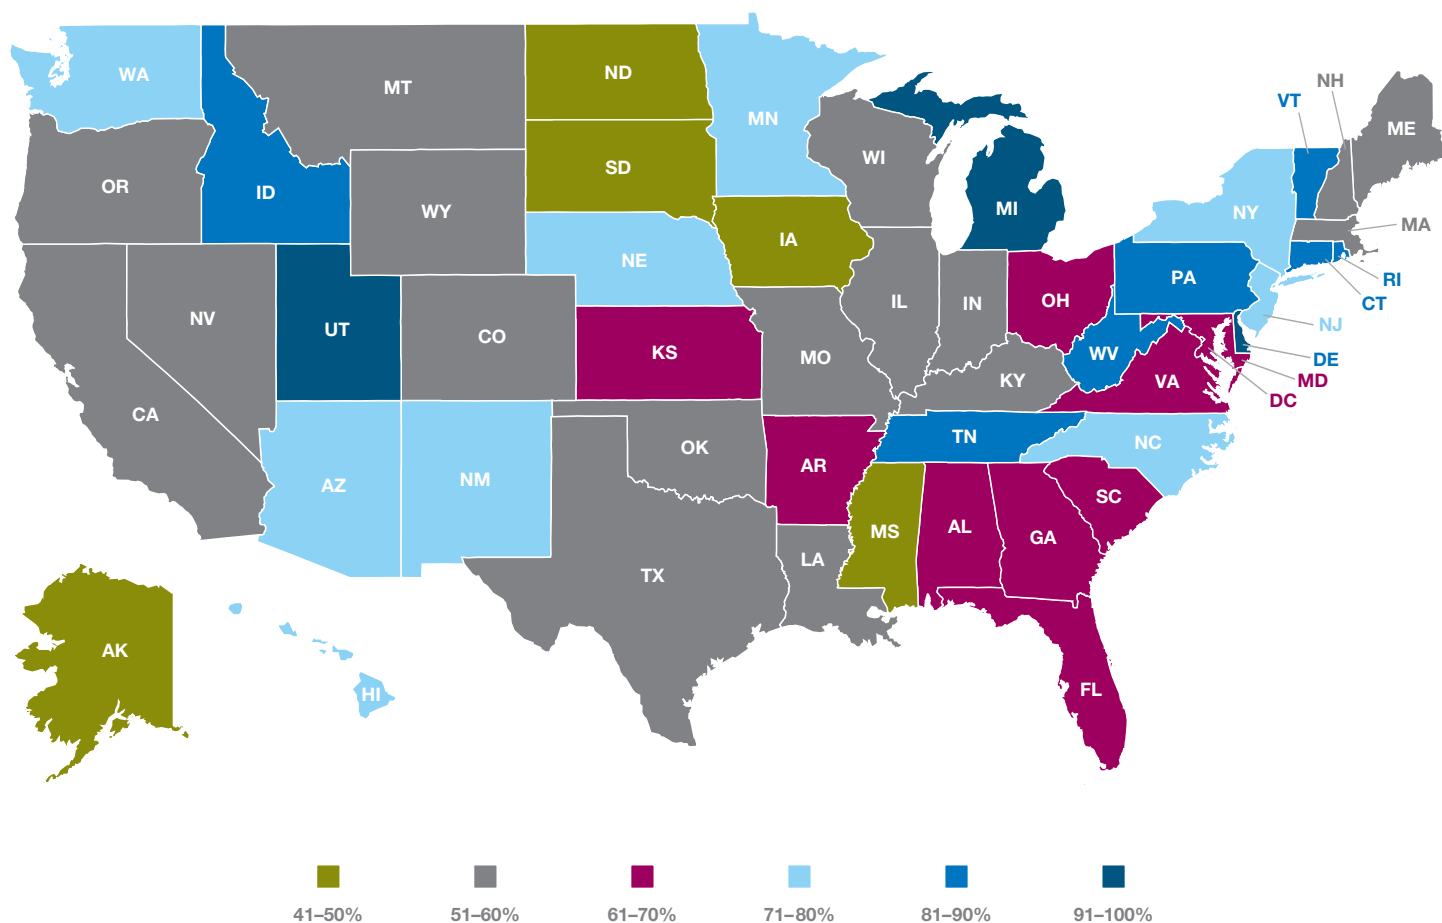 WA
MT
ND
MN
NH
VT
ME
OR
ID
SD
WI
WY
MI
NY
MA
IA
NE
PA
RI
CT
NV
UT
CO
IL
IN
OH
NJ
KS
MO
WV
DE
MD
DC
CA
KY
VA
OK
TN
NC
AZ
NM
AR
SC
MS
AL
GA
TX
LA
AK
HI
FL
41–50%
51–60%
61–70%
71–80%
81–90%
91–100%